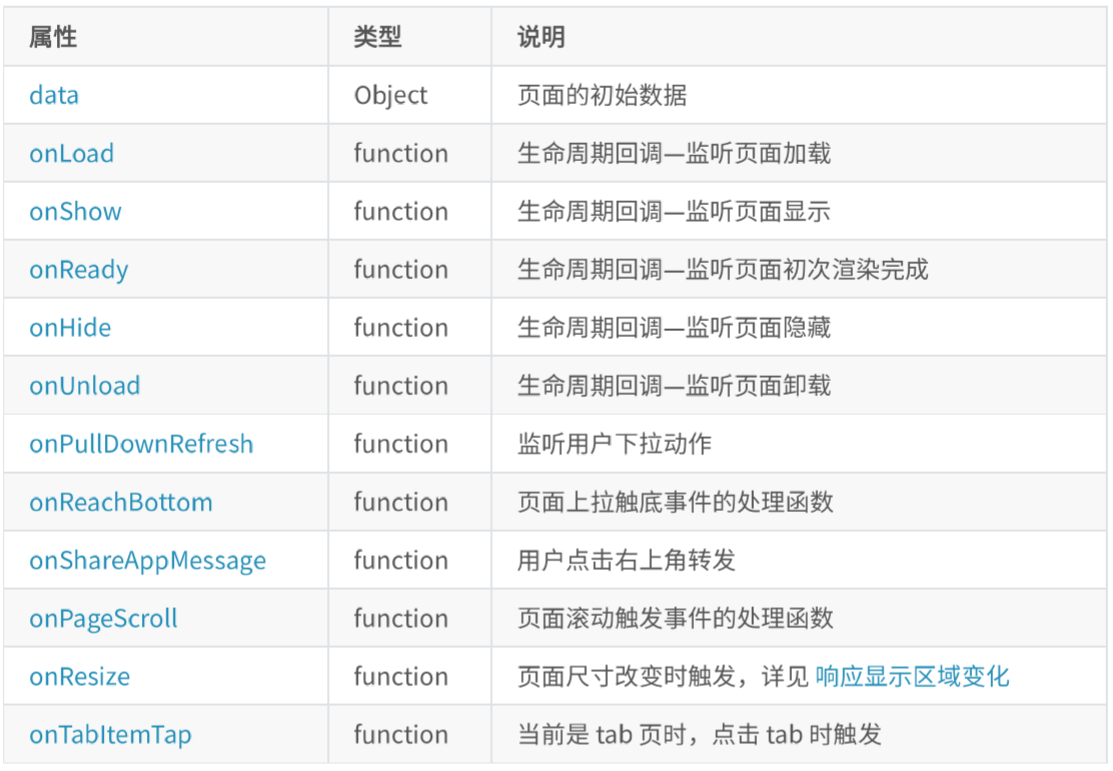 属性 类型 说明
data Object 页面的初始数据
onLoad function 生命周期回调—监听页面加载
onShow function 生命周期回调—监听页面显示
onReady function 生命周期回调—监听页面初次渲染完成
onHide function 生命周期回调—监听页面隐藏
onUnload function 生命周期回调—监听页面卸载
onPullDownRefresh function 监听用户下拉动作
onReachBottom function 页面上拉触底事件的处理函数
onShareAppMessage function 用户点击右上角转发
onPageScroll function 页面滚动触发事件的处理函数
onResize function 页面尺寸改变时触发，详见 响应显示区域变化
onTabItemTap function 当前是 tab 页时，点击 tab 时触发